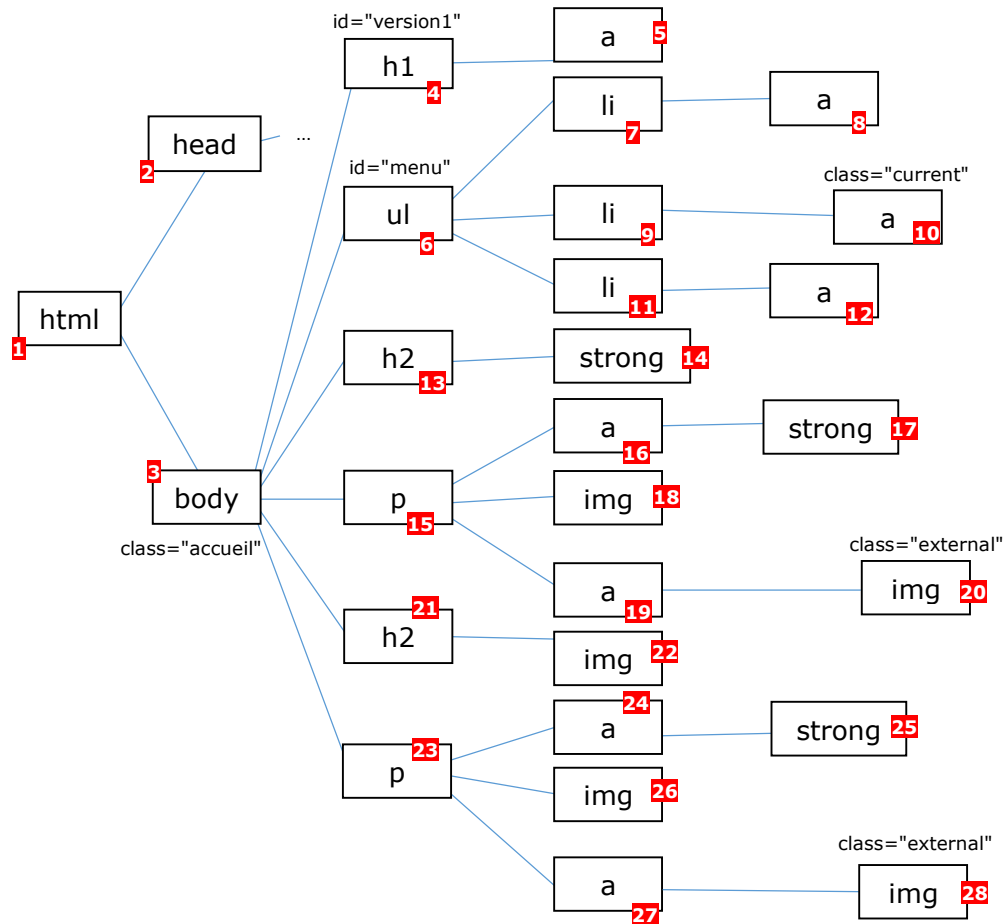 html
1
head
2
...
body
3
class="accueil"
id="version1"
h1
4
a
5
id="menu"
ul
6
li
7
a
8
li
9
class="current"
a
10
li
11
a
12
h2
13
strong
14
p
15
a
16
strong
17
img
18
a
19
class="external"
img
20
h2
21
img
22
p
23
a
24
strong
25
img
26
a
27
class="external"
img
28